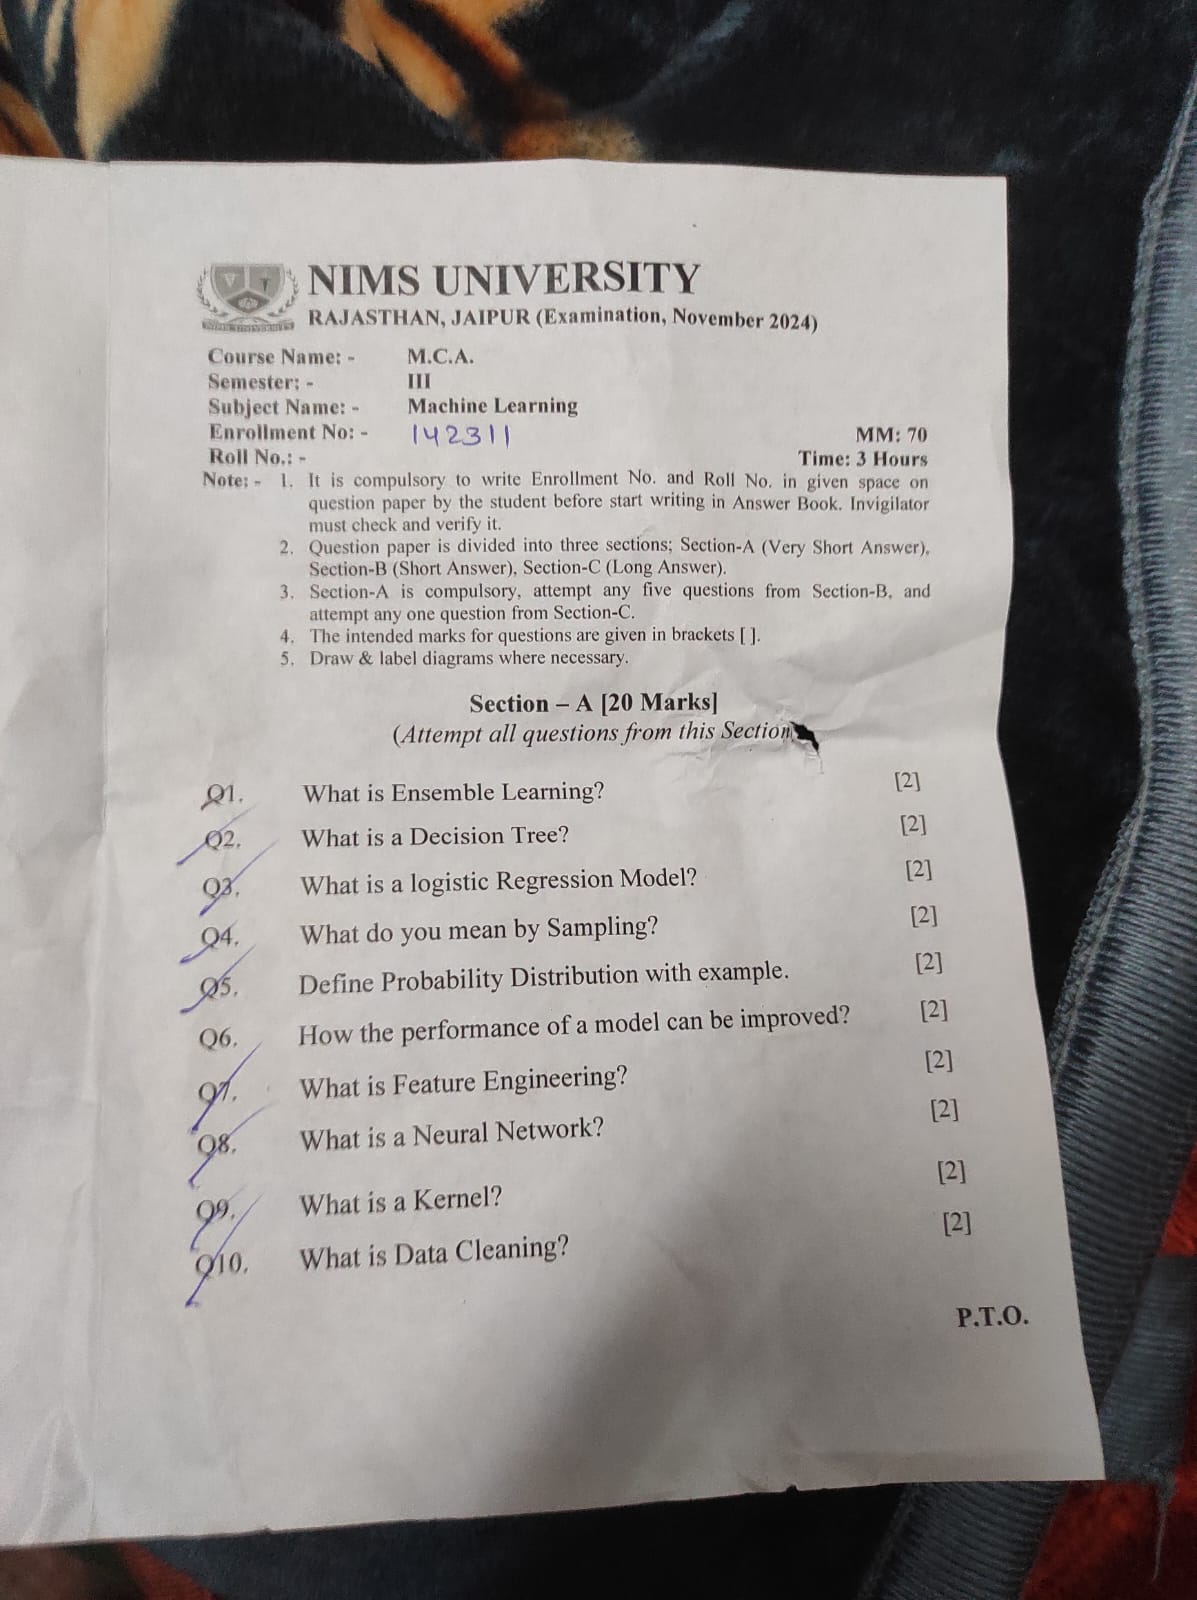 NIMS UNIVERSITY
RAJASTHAN, JAIPUR (Examination, November 2024)
Course Name: - M.C.A.
Semester: - III
Subject Name: - Machine Learning
Enrollment No: - 142311
MM: 70
Roll No.: -
Time: 3 Hours
Note: - 1. It is compulsory to write Enrollment No. and Roll No. in given space on
question paper by the student before start writing in Answer Book. Invigilator
must check and verify it.
2. Question paper is divided into three sections; Section-A (Very Short Answer),
Section-B (Short Answer), Section-C (Long Answer).
3. Section-A is compulsory, attempt any five questions from Section-B, and
attempt any one question from Section-C.
4. The intended marks for questions are given in brackets [ ].
5. Draw & label diagrams where necessary.
Section – A [20 Marks]
(Attempt all questions from this Section
Q1. What is Ensemble Learning? [2]
Q2. What is a Decision Tree? [2]
Q3. What is a logistic Regression Model? [2]
Q4. What do you mean by Sampling? [2]
Q5. Define Probability Distribution with example. [2]
Q6. How the performance of a model can be improved? [2]
Q7. What is Feature Engineering? [2]
Q8. What is a Neural Network? [2]
Q9. What is a Kernel? [2]
Q10. What is Data Cleaning? [2]
P.T.O.